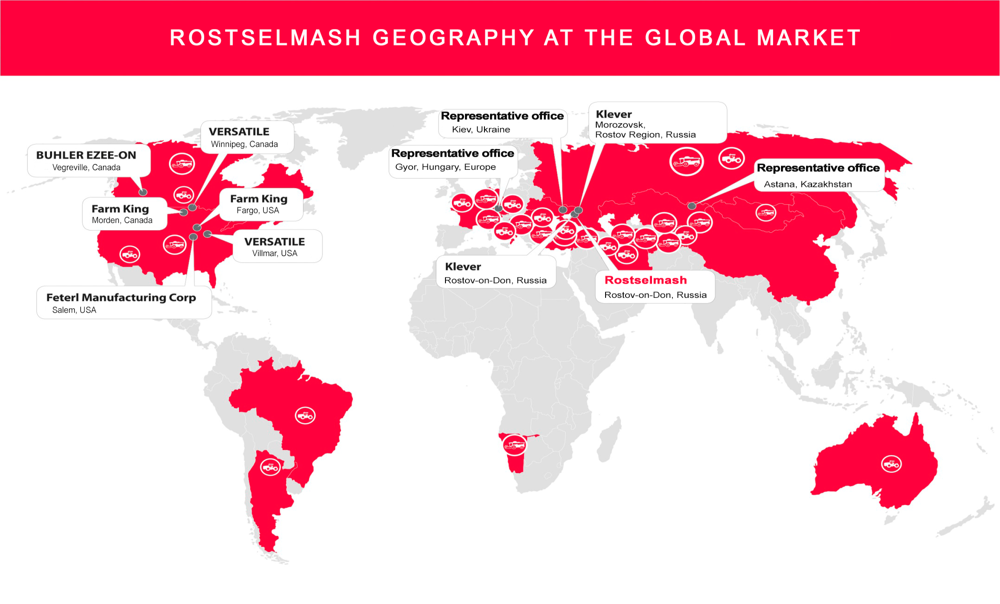 ROSTSELMASH GEOGRAPHY AT THE GLOBAL MARKET
VERSATILE
Winnipeg, Canada
BUHLER EZEE-ON
Vegreville, Canada
Farm King
Morden, Canada
Farm King
Fargo, USA
VERSATILE
Villmar, USA
Feterl Manufacturing Corp
Salem, USA
Representative office
Kiev, Ukraine
Representative office
Gyor, Hungary, Europe
Klever
Morozovsk,
Rostov Region, Russia
Representative office
Astana, Kazakhstan
Klever
Rostov-on-Don, Russia
Rostselmash
Rostov-on-Don, Russia